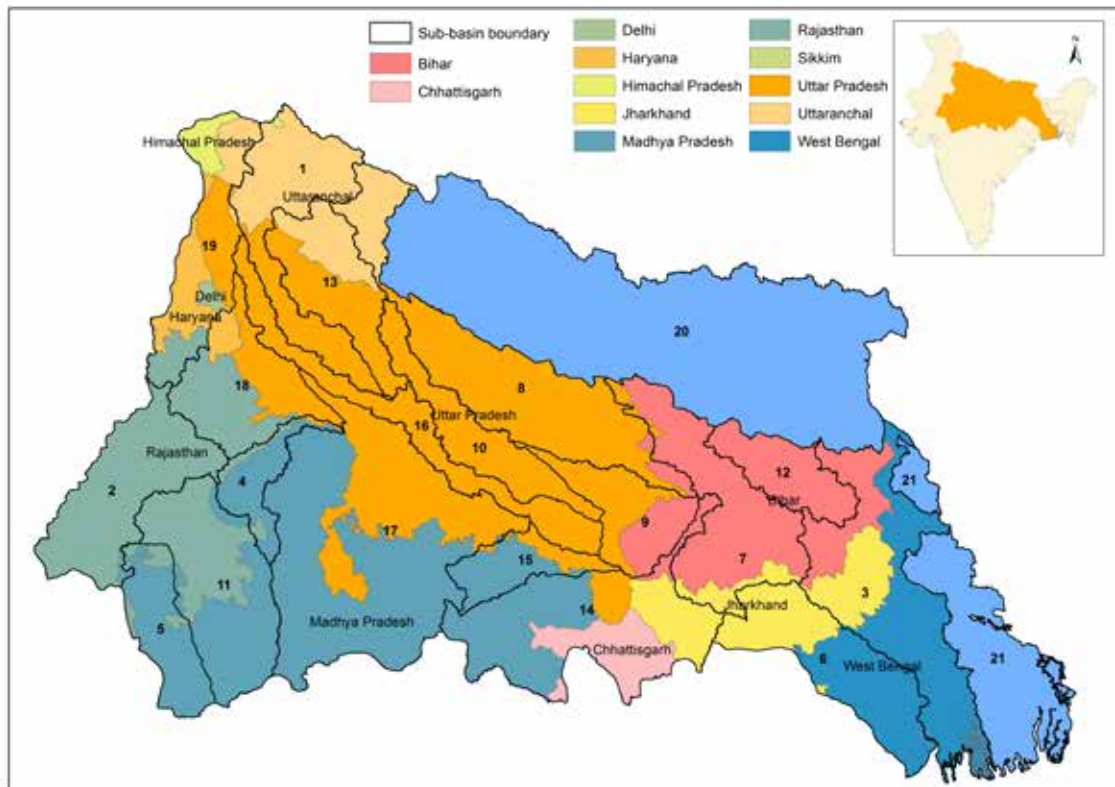 Sub-basin boundary
Bihar
Chhattisgarh
Delhi
Haryana
Himachal Pradesh
Jharkhand
Madhya Pradesh
Rajasthan
Sikkim
Uttar Pradesh
Uttaranchal
West Bengal
N
Himachal Pradesh
1
Uttaranchal
19
13
Delhi
Haryana
20
18
8
16
Uttar Pradesh
10
Rajasthan
2
4
12
Bihar
21
9
17
15
7
11
3
14
Jharkhand
5
Madhya Pradesh
Chhattisgarh
6
West Bengal
21